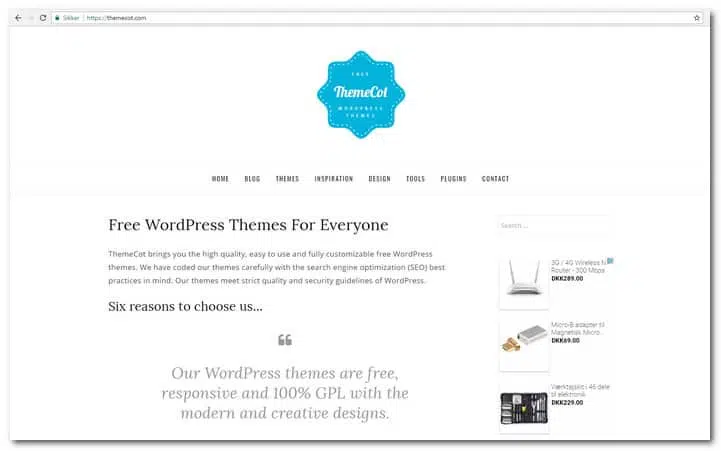 Sikker
https://themecot.com
FREE
ThemeCot
WORDPRESS
THEMES
HOME BLOG THEMES INSPIRATION DESIGN TOOLS PLUGINS CONTACT
Free WordPress Themes For Everyone
ThemeCot brings you the high quality, easy to use and fully customizable free WordPress
themes. We have coded our themes carefully with the search engine optimization (SEO) best
practices in mind. Our themes meet strict quality and security guidelines of WordPress.
Six reasons to choose us...
Our WordPress themes are free,
responsive and 100% GPL with the
modern and creative designs.
Search ...
3G / 4G Wireless N
Router - 300 Mbps
DKK289.00
Micro-B adapter til
Magnetisk Micro...
DKK69.00
Værktøjskit i 45 dele
til elektronik
DKK229.00